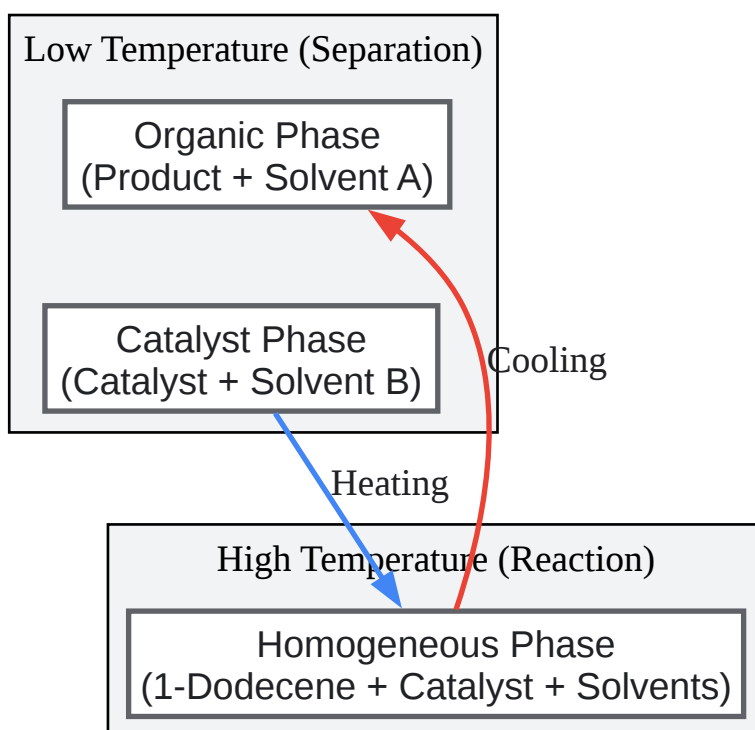 Low Temperature (Separation)
Organic Phase
(Product + Solvent A)
Catalyst Phase
(Catalyst + Solvent B)
Cooling
Heating
High Temperature (Reaction)
Homogeneous Phase
(1-Dodecene + Catalyst + Solvents)